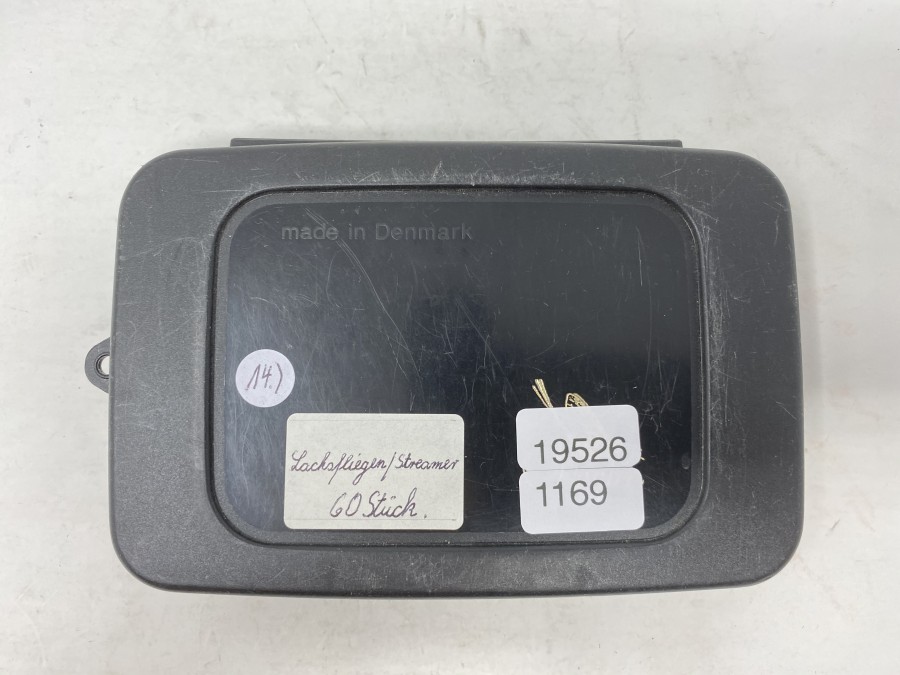 made in Denmark
14.)
Lachsfliegen/Streamer
60 Stück.
19526
1169